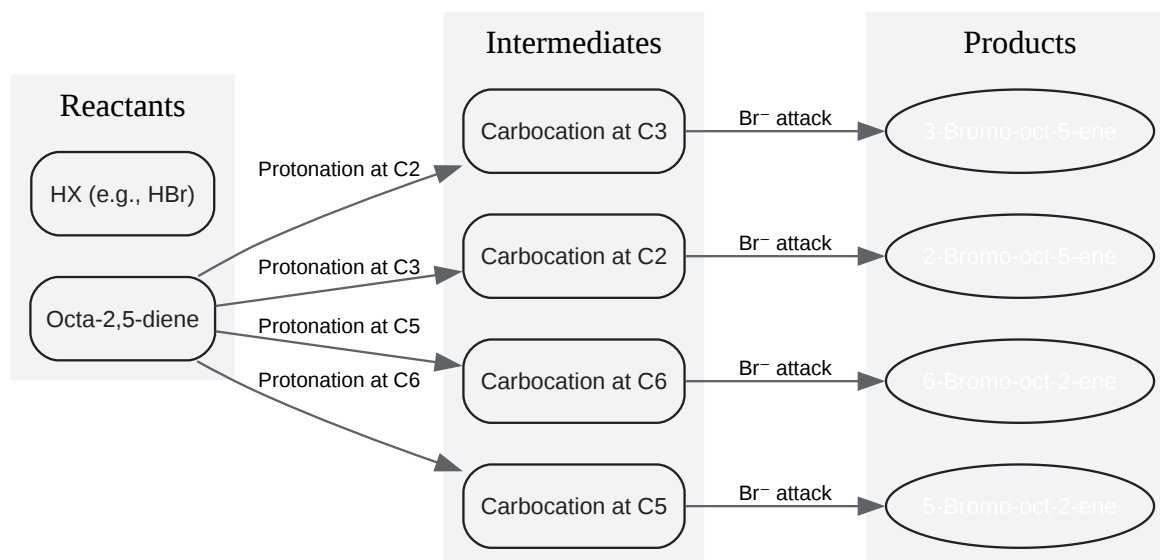 Reactants
Intermediates
Products
HX (e.g., HBr)
Octa-2,5-diene
Protonation at C2
Protonation at C3
Protonation at C5
Protonation at C6
Carbocation at C3
Carbocation at C2
Carbocation at C6
Carbocation at C5
Br⁻ attack
Br⁻ attack
Br⁻ attack
Br⁻ attack
3-Bromo-oct-5-ene
2-Bromo-oct-5-ene
6-Bromo-oct-2-ene
5-Bromo-oct-2-ene